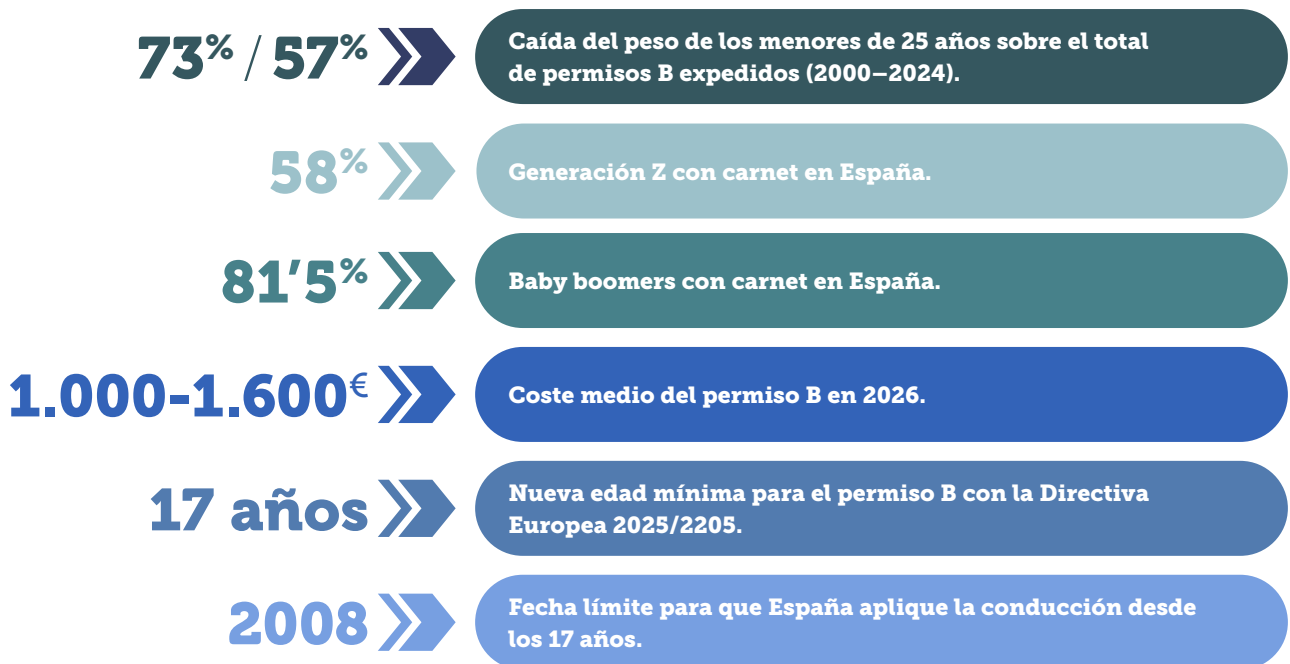 73% / 57%
Caída del peso de los menores de 25 años sobre el total
de permisos B expedidos (2000–2024).
58%
Generación Z con carnet en España.
81’5%
Baby boomers con carnet en España.
1.000-1.600€
Coste medio del permiso B en 2026.
17 años
Nueva edad mínima para el permiso B con la Directiva
Europea 2025/2205.
2008
Fecha límite para que España aplique la conducción desde
los 17 años.